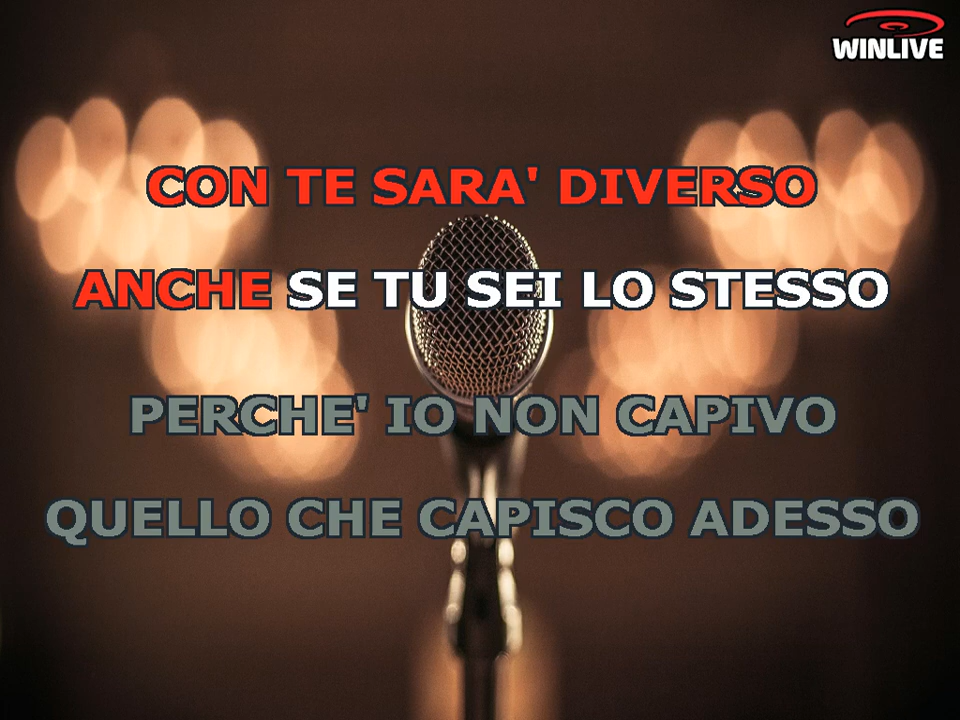 WINLIVE
CON TE SARA' DIVERSO
ANCHE SE TU SEI LO STESSO
PERCHE' IO NON CAPIVO
QUELLO CHE CAPISCO ADESSO